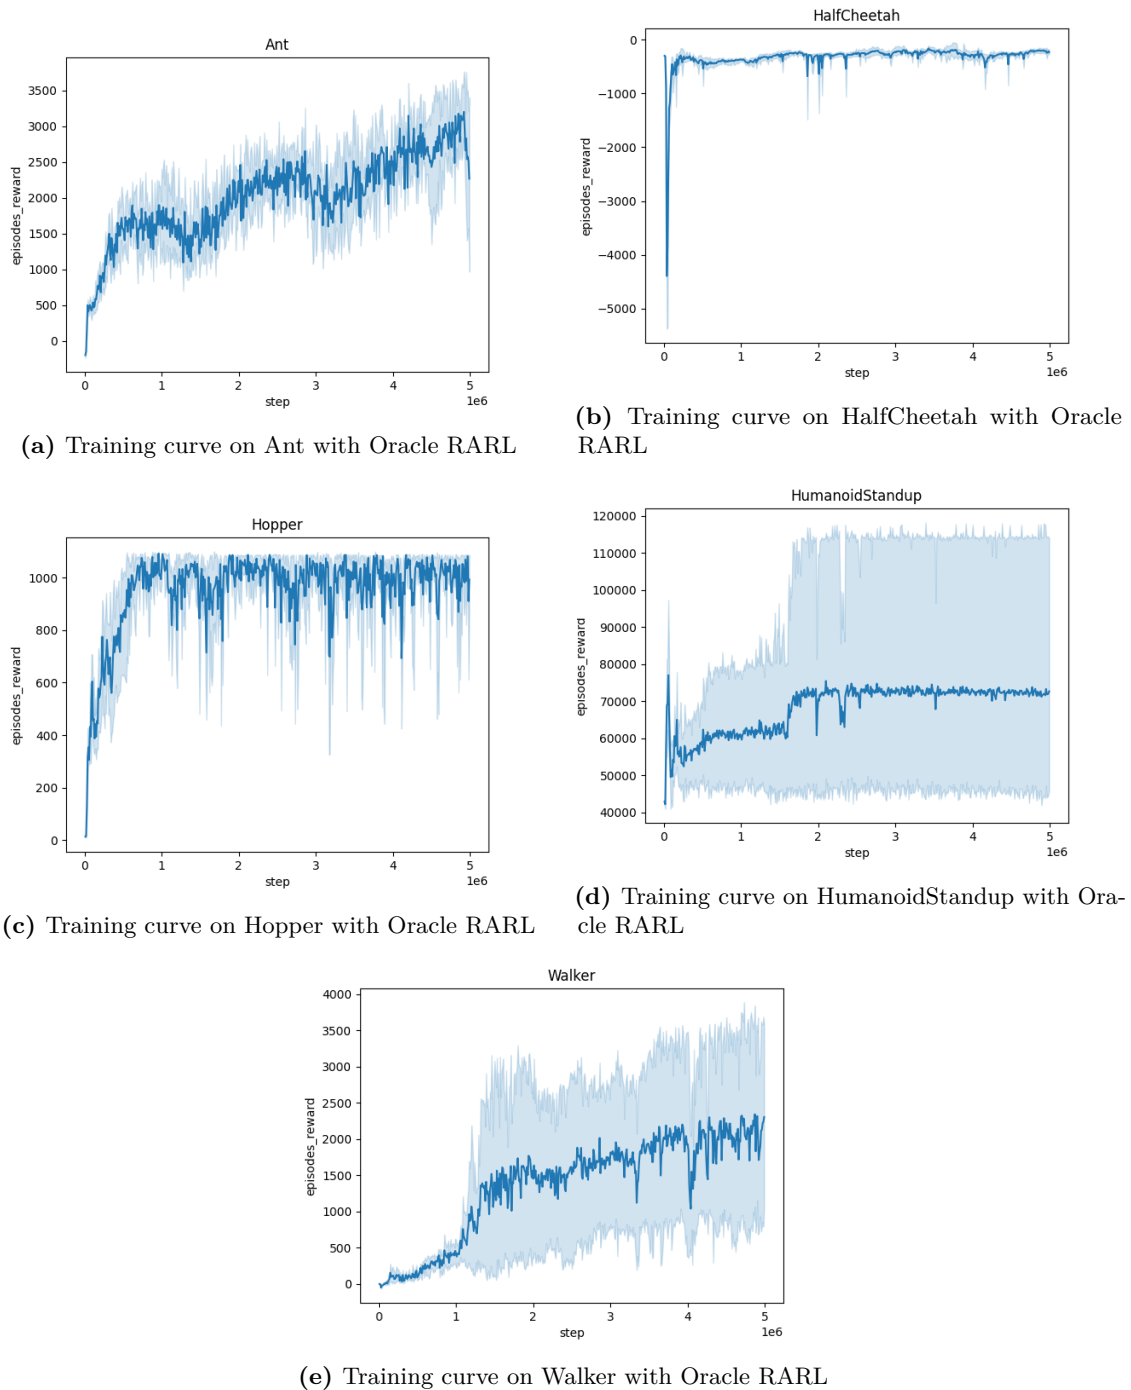 Ant
3500
3000
2500
2000
1500
1000
500
0
episodes_reward
0 1 2 3 4 5
1e6
step
(a) Training curve on Ant with Oracle RARL
HalfCheetah
0
−1000
−2000
−3000
−4000
−5000
episodes_reward
0 1 2 3 4 5
1e6
step
(b) Training curve on HalfCheetah with Oracle
RARL
Hopper
1000
800
600
400
200
0
episodes_reward
0 1 2 3 4 5
1e6
step
(c) Training curve on Hopper with Oracle RARL
HumanoidStandup
120000
110000
100000
90000
80000
70000
60000
50000
40000
episodes_reward
0 1 2 3 4 5
1e6
step
(d) Training curve on HumanoidStandup with Ora-
cle RARL
Walker
4000
3500
3000
2500
2000
1500
1000
500
0
episodes_reward
0 1 2 3 4 5
1e6
step
(e) Training curve on Walker with Oracle RARL